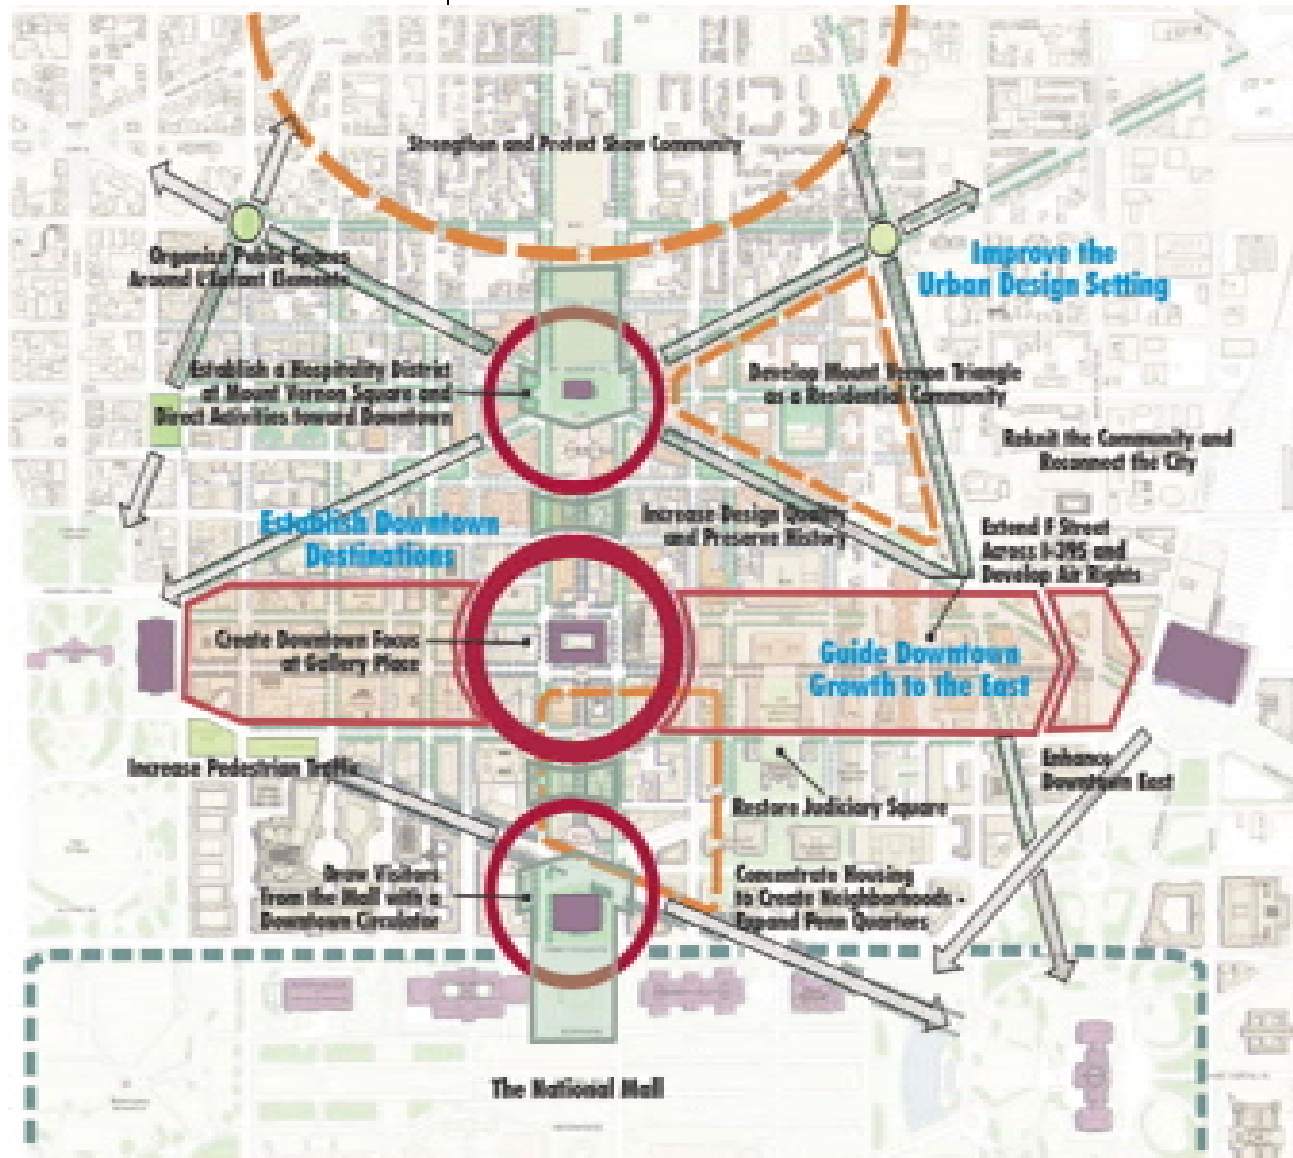 Strengthen and Protect Shaw Community
Organize Public Spaces
Around L'Enfant Elements
Improve the
Urban Design Setting
Establish a Hospitality District
at Mount Vernon Square and
Direct Activities toward Downtown
Develop Mount Vernon Triangle
as a Residential Community
Reknit the Community and
Reconnect the City
Establish Downtown
Destinations
Increase Design Quality
and Preserve History
Extend F Street
Across I-395 and
Develop Air Rights
Create Downtown Focus
at Gallery Place
Guide Downtown
Growth to the East
Increase Pedestrian Traffic
Enhance
Downtown East
Restore Judiciary Square
Draw Visitors
from the Mall with a
Downtown Circulator
Concentrate Housing
to Create Neighborhoods -
Expand Penn Quarters
The National Mall